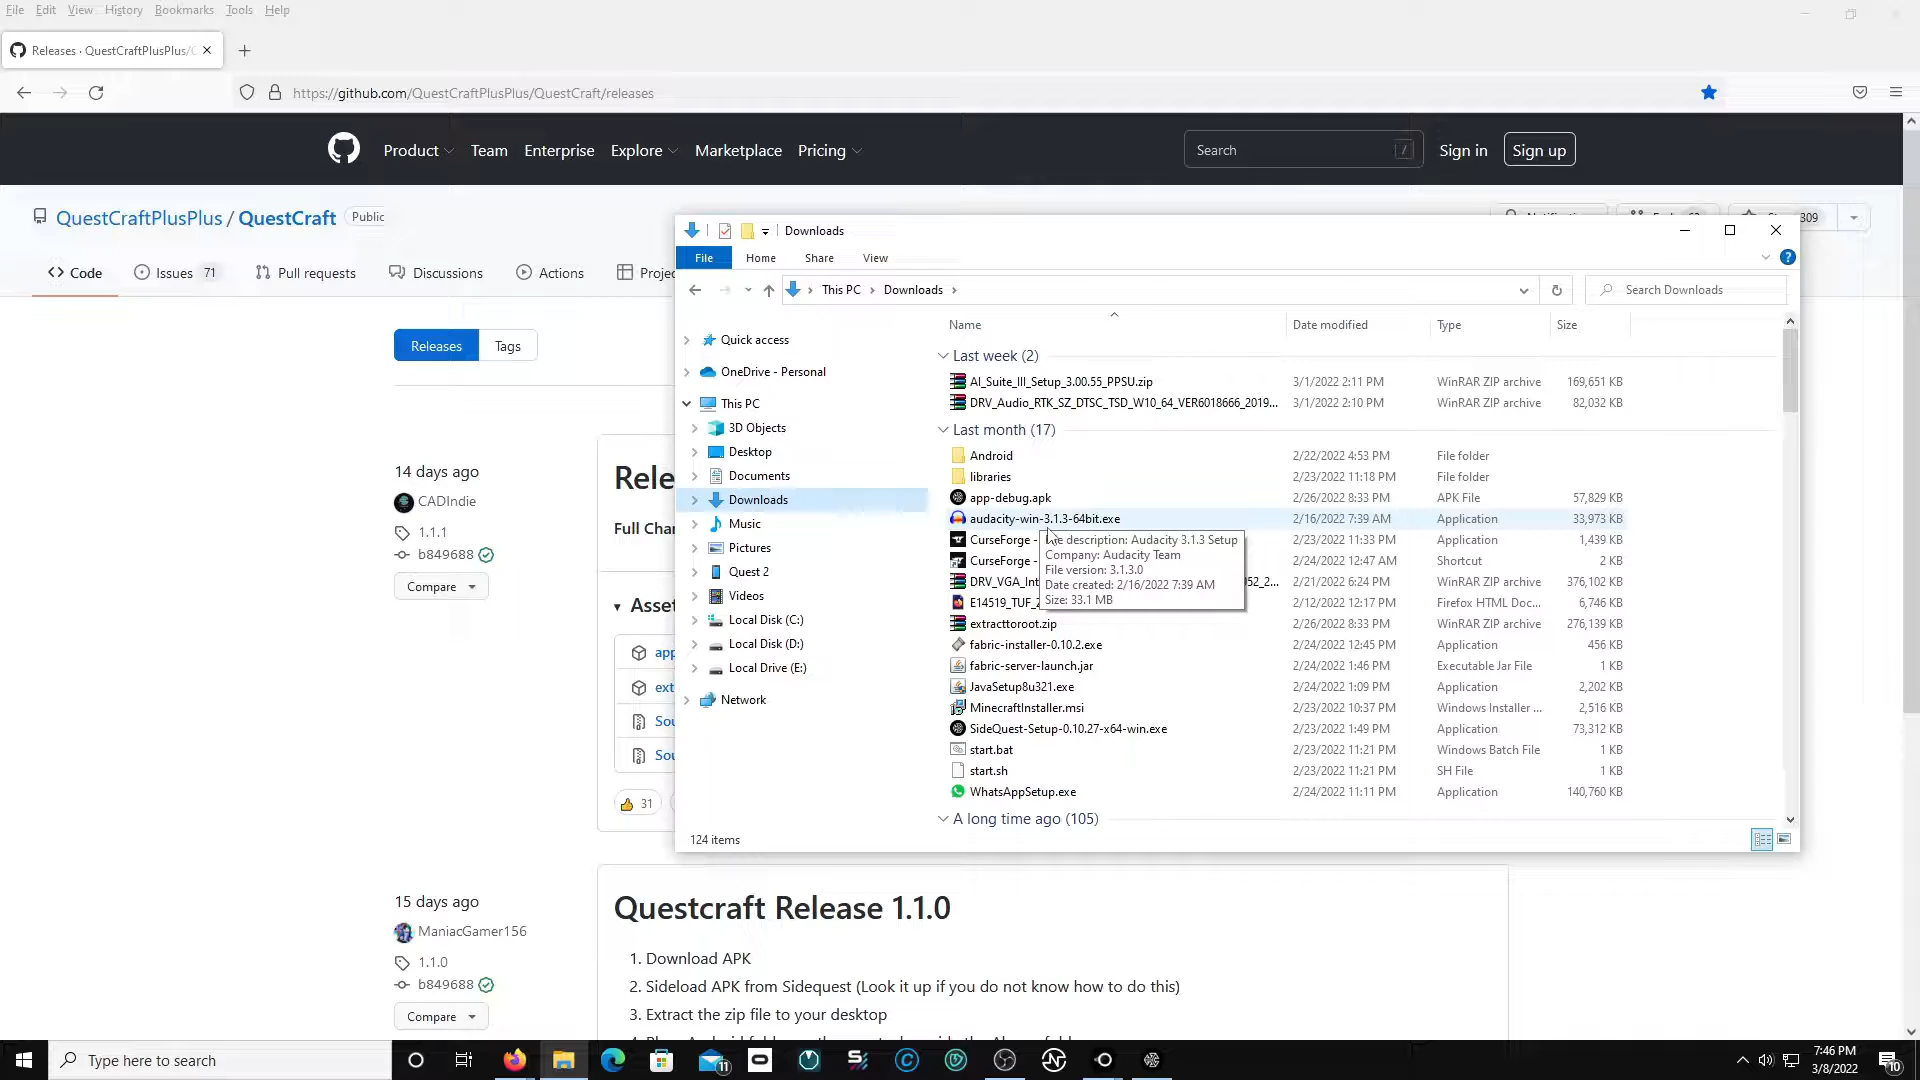 File Edit View History Bookmarks Tools Help
Releases · QuestCraftPlusPlus/
https://github.com/QuestCraftPlusPlus/QuestCraft/releases
Product Team Enterprise Explore Marketplace Pricing Search / Sign in Sign up
QuestCraftPlusPlus / QuestCraft Public 309
Code Issues 71 Pull requests Discussions Actions
Releases Tags
14 days ago
CADIndie
1.1.1
b849688
Compare
Full
31
Downloads
File Home Share View
This PC > Downloads > Search Downloads
Quick access
OneDrive - Personal
This PC
3D Objects
Desktop
Documents
Downloads
Music
Pictures
Quest 2
Videos
Local Disk (C:)
Local Disk (D:)
Local Drive (E:)
Network
Name Date modified Type Size
Last week (2)
AI_Suite_III_Setup_3.00.55_PPSU.zip 3/1/2022 2:11 PM WinRAR ZIP archive 169,651 KB
DRV_Audio_RTK_SZ_DTSC_TSD_W10_64_VER6018666_2019... 3/1/2022 2:10 PM WinRAR ZIP archive 82,032 KB
Last month (17)
Android 2/22/2022 4:53 PM File folder
libraries 2/23/2022 11:18 PM File folder
app-debug.apk 2/26/2022 8:33 PM APK File 57,829 KB
audacity-win-3.1.3-64bit.exe 2/16/2022 7:39 AM Application 33,973 KB
CurseForge - 2/23/2022 11:33 PM Application 1,439 KB
CurseForge - 2/24/2022 12:47 AM Shortcut 2 KB
2/21/2022 6:24 PM WinRAR ZIP archive 376,102 KB
2/12/2022 12:17 PM Firefox HTML Doc... 6,746 KB
description: Audacity 3.1.3 Setup
Company: Audacity Team
File version: 3.1.3.0
Date created: 2/16/2022 7:39 AM
Size: 33.1 MB
extracttoroot.zip 2/26/2022 8:33 PM WinRAR ZIP archive 276,139 KB
fabric-installer-0.10.2.exe 2/24/2022 12:45 PM Application 456 KB
fabric-server-launch.jar 2/24/2022 1:46 PM Executable Jar File 1 KB
JavaSetup8u321.exe 2/24/2022 1:09 PM Application 2,202 KB
MinecraftInstaller.msi 2/23/2022 10:37 PM Windows Installer ... 2,516 KB
SideQuest-Setup-0.10.27-x64-win.exe 2/23/2022 1:49 PM Application 73,312 KB
start.bat 2/23/2022 11:21 PM Windows Batch File 1 KB
start.sh 2/23/2022 11:21 PM SH File 1 KB
WhatsAppSetup.exe 2/24/2022 11:11 PM Application 140,760 KB
A long time ago (105)
124 items
15 days ago
ManiacGamer156
1.1.0
b849688
Compare
Questcraft Release 1.1.0
1. Download APK
2. Sideload APK from Sidequest (Look it up if you do not know how to do this)
3. Extract the zip file to your desktop
Type here to search
11
7:46 PM
3/8/2022
10